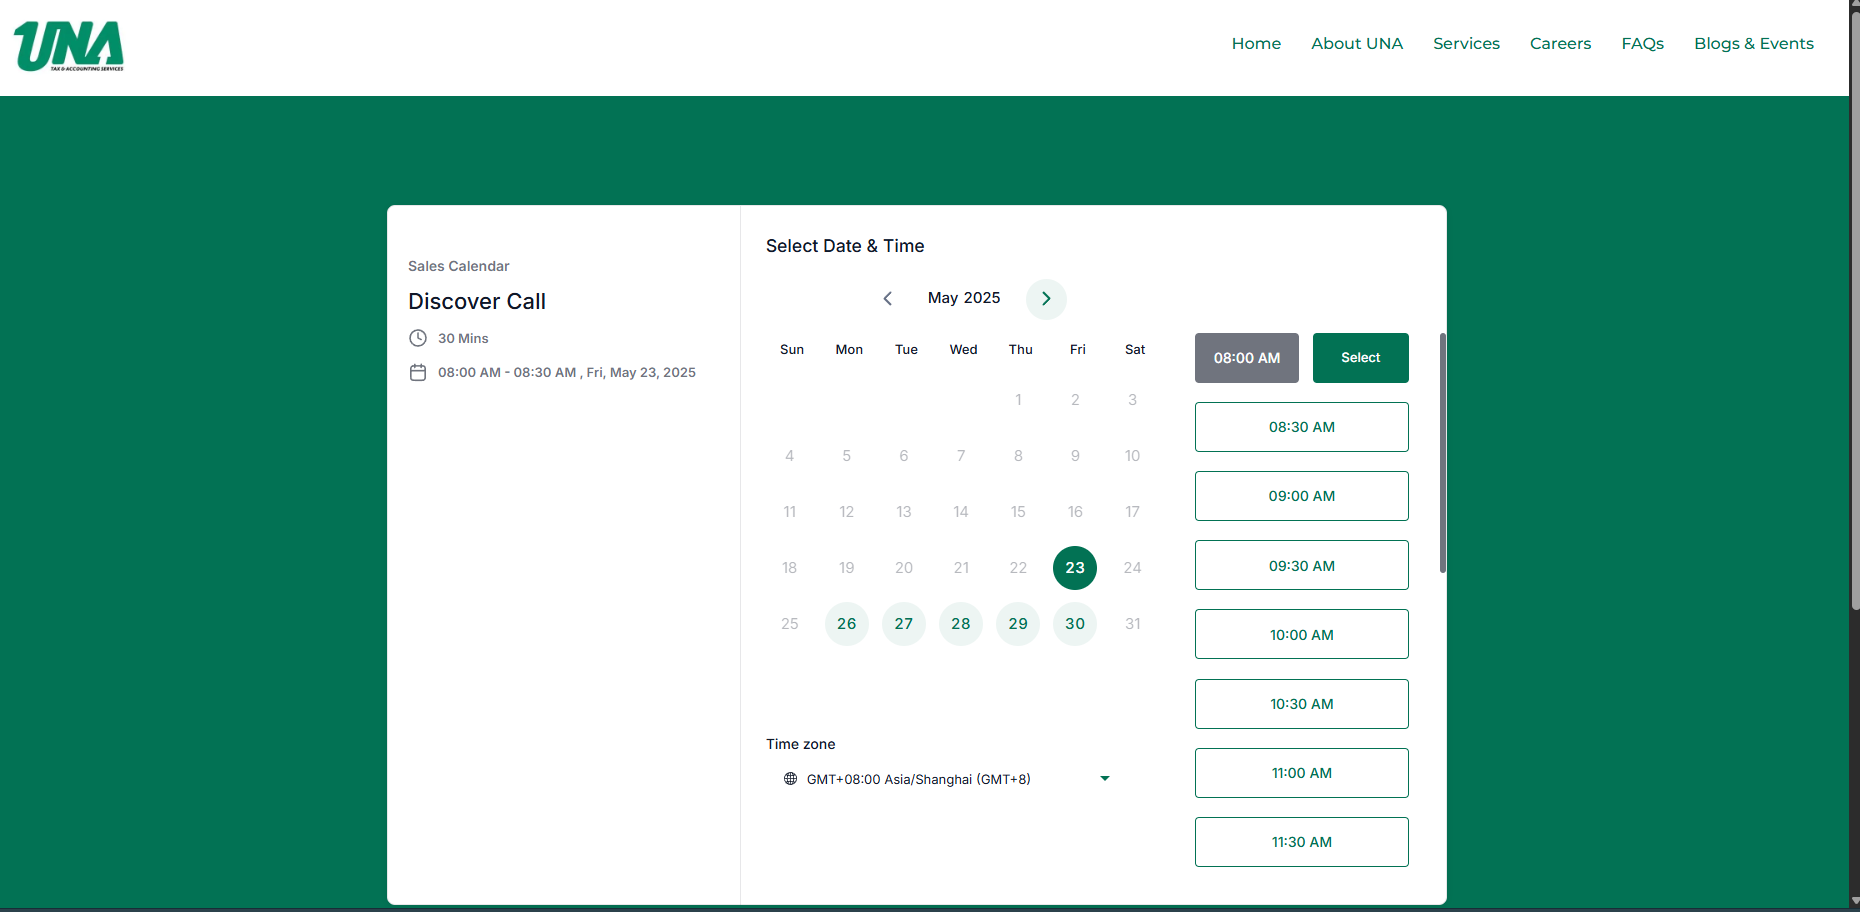 UNA
TAX & ACCOUNTING SERVICES
Home About UNA Services Careers FAQs Blogs & Events
Sales Calendar
Discover Call
30 Mins
08:00 AM - 08:30 AM , Fri, May 23, 2025
Select Date & Time
May 2025
Sun Mon Tue Wed Thu Fri Sat
1 2 3
4 5 6 7 8 9 10
11 12 13 14 15 16 17
18 19 20 21 22 23 24
25 26 27 28 29 30 31
Time zone
GMT+08:00 Asia/Shanghai (GMT+8)
08:00 AM Select
08:30 AM
09:00 AM
09:30 AM
10:00 AM
10:30 AM
11:00 AM
11:30 AM